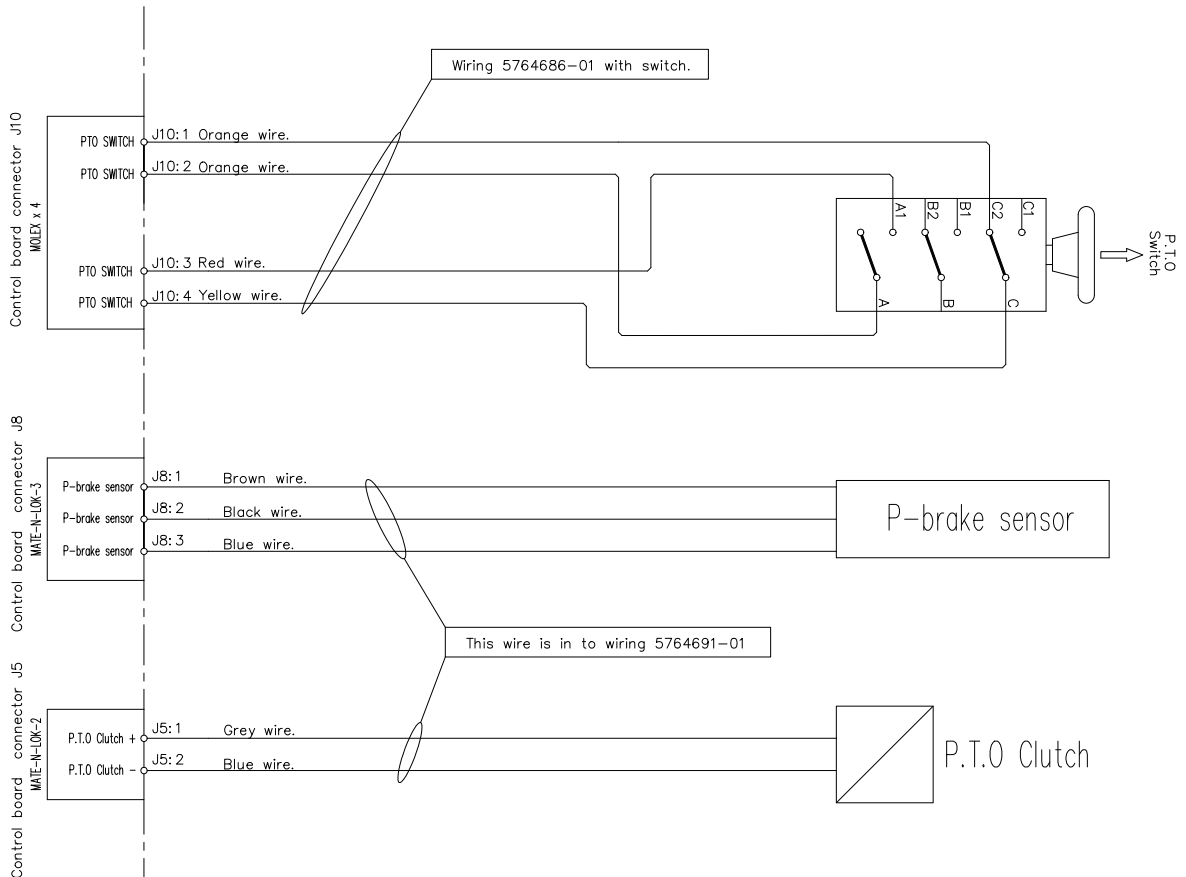 Wiring 5764686-01 with switch.
Control board connector J10
MOLEX x 4
PTO SWITCH
J10:1 Orange wire.
PTO SWITCH
J10:2 Orange wire.
PTO SWITCH
J10:3 Red wire.
PTO SWITCH
J10:4 Yellow wire.
A1
B2
B1
C2
C1
A
B
C
P.T.O
Switch
Control board connector J8
MATE-N-LOK-3
P-brake sensor
J8:1 Brown wire.
P-brake sensor
J8:2 Black wire.
P-brake sensor
J8:3 Blue wire.
P-brake sensor
This wire is in to wiring 5764691-01
Control board connector J5
MATE-N-LOK-2
P.T.O Clutch +
J5:1 Grey wire.
P.T.O Clutch -
J5:2 Blue wire.
P.T.O Clutch